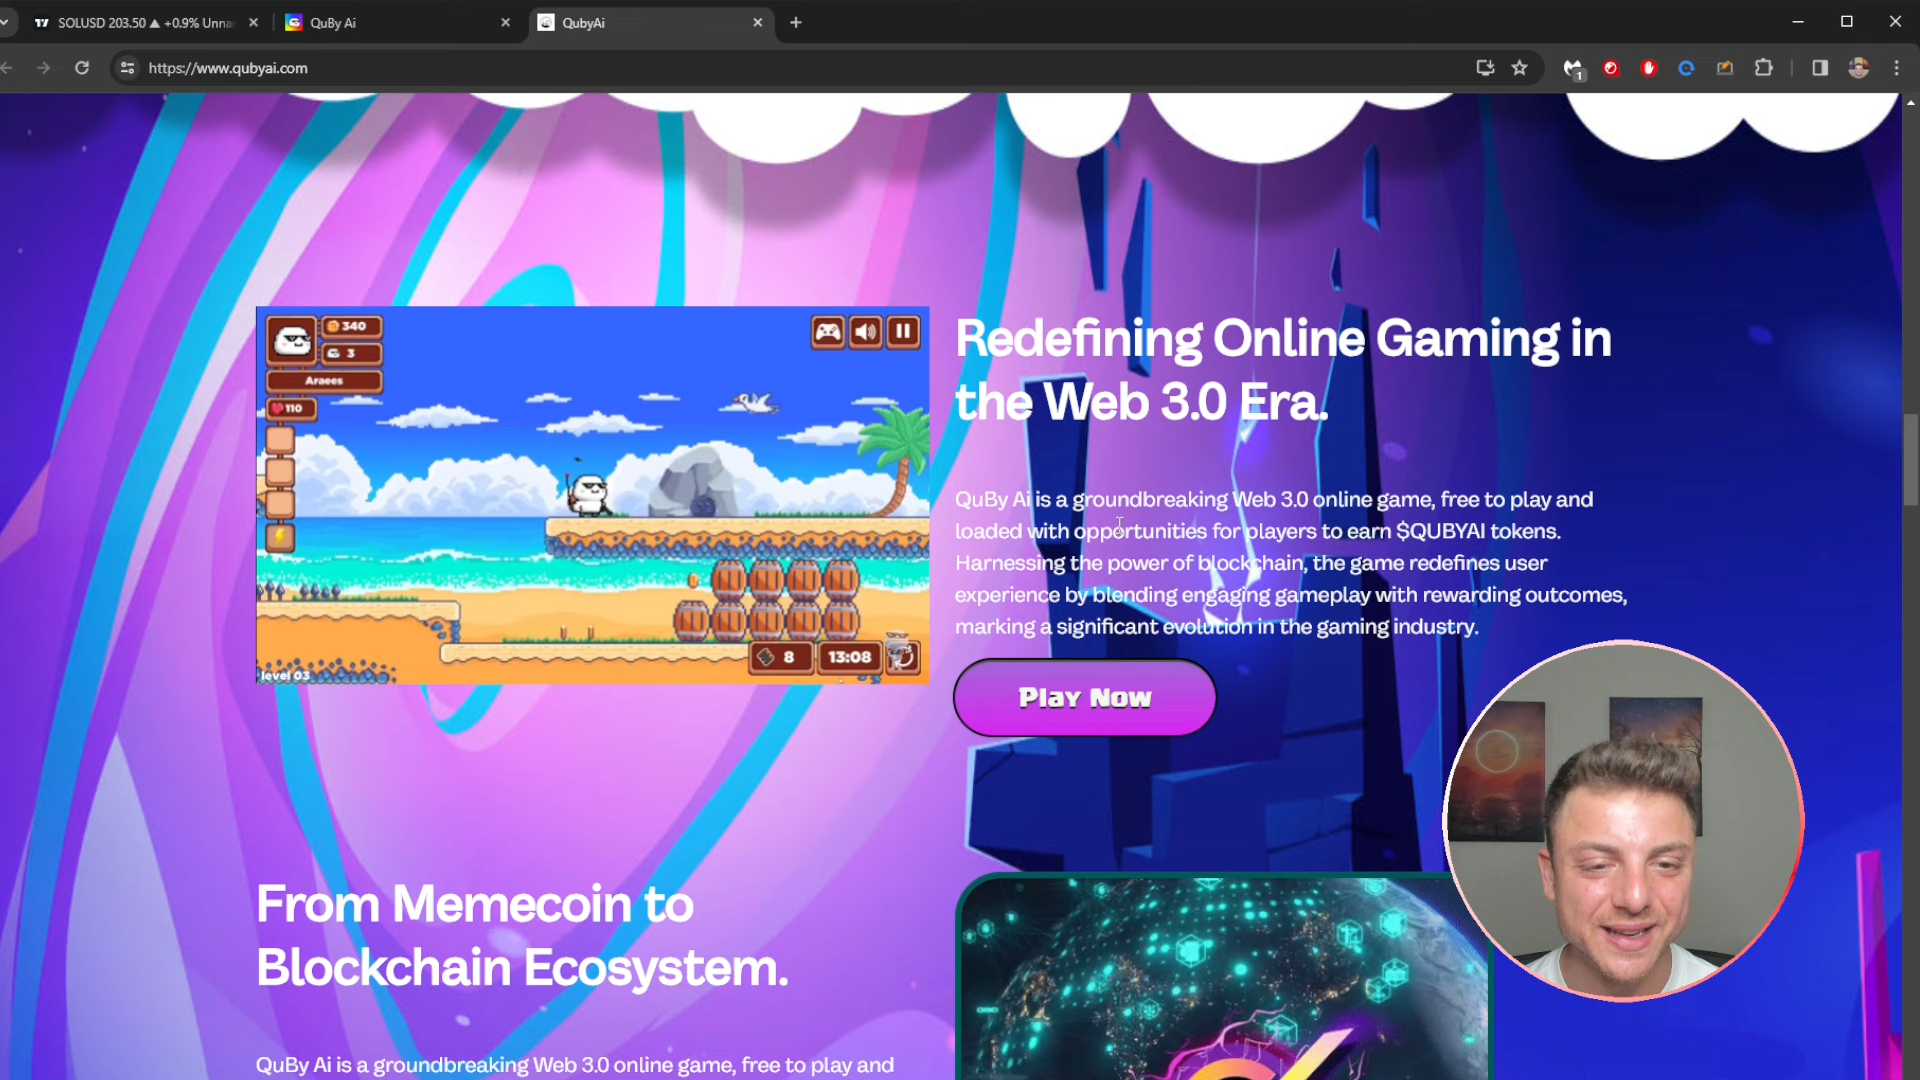 SOLUSD 203.50 ▲ +0.9% Unna
QuBy Ai
QubyAi
https://www.qubyai.com
1
340
3
Araees
110
8
13:08
level 03
Redefining Online Gaming in
the Web 3.0 Era.
QuBy Ai is a groundbreaking Web 3.0 online game, free to play and
loaded with opportunities for players to earn $QUBYAI tokens.
Harnessing the power of blockchain, the game redefines user
experience by blending engaging gameplay with rewarding outcomes,
marking a significant evolution in the gaming industry.
Play Now
From Memecoin to
Blockchain Ecosystem.
QuBy Ai is a groundbreaking Web 3.0 online game, free to play and